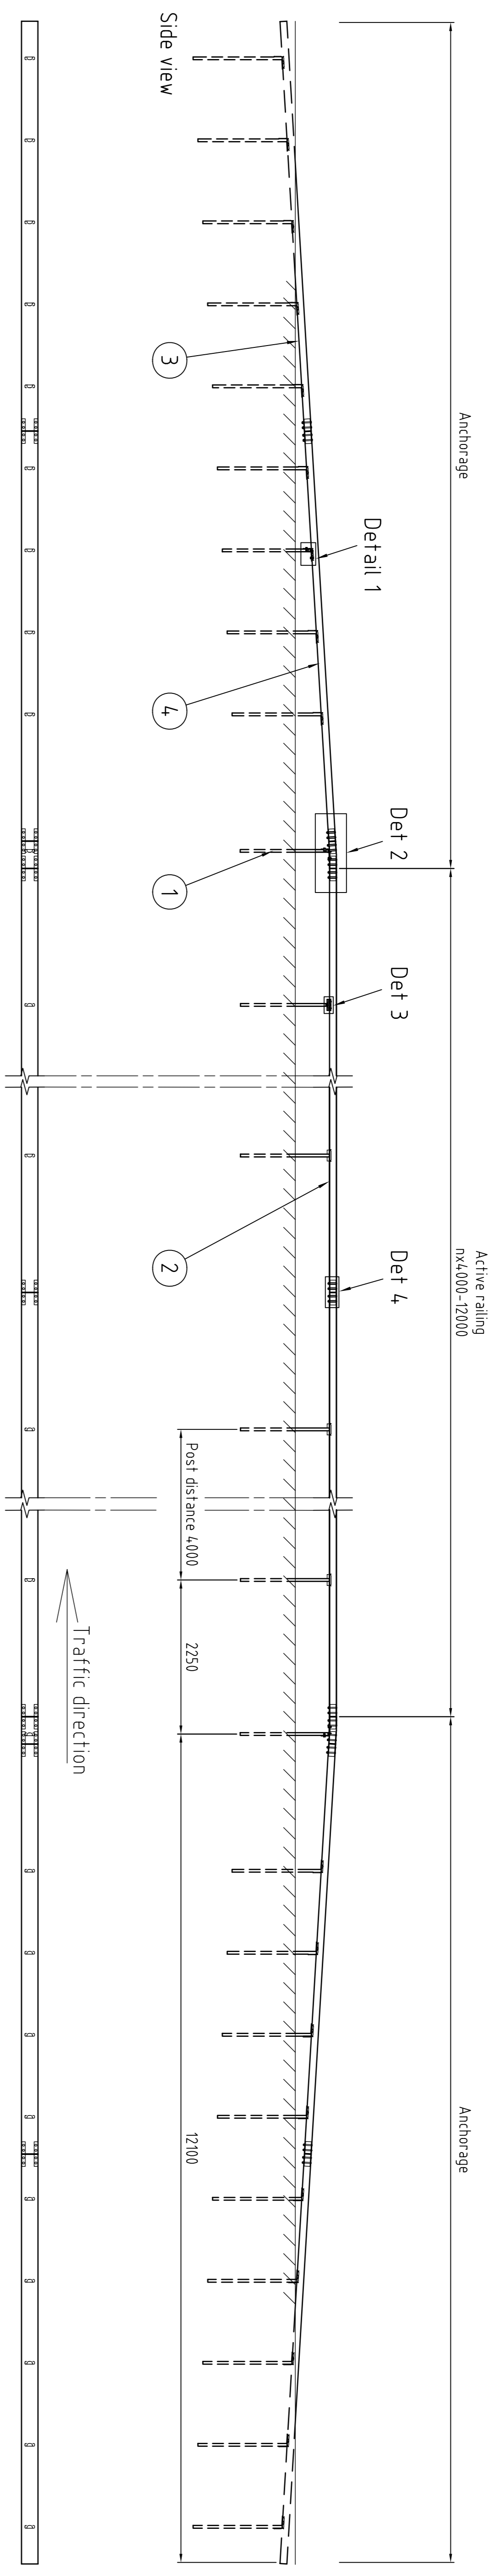 Anchorage
Active railing
nx4000-12000
Anchorage
Detail 1
Det 2
Det 3
Det 4
3
4
1
2
Post distance 4000
2250
12100
Side view
Traffic direction